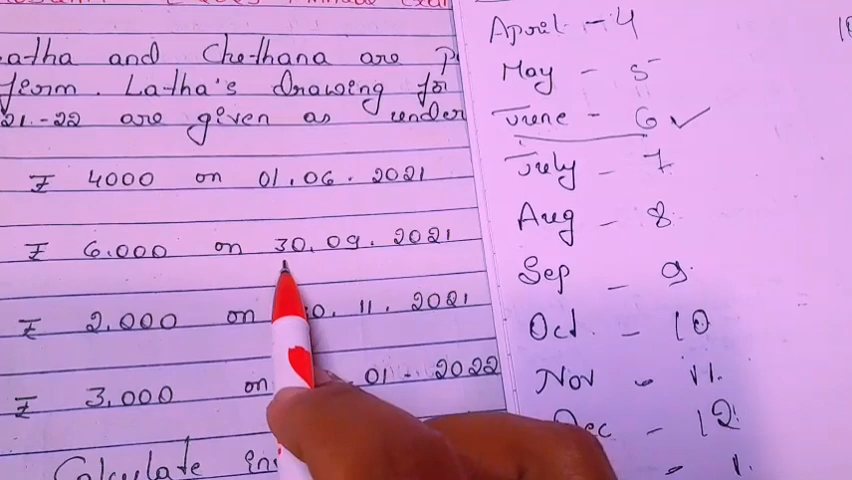 and Chethana are
Latha's drawing for
21-22 are given as under
₹ 4000 on 01.06.2021
₹ 6.000 on 30.09.2021
₹ 2.000 on 0.11.2021
₹ 3.000 on 01.2022
Calculate
April - 4
May - 5
June - 6 ✓
July - 7
Aug - 8
Sep - 9
Oct. - 10
Nov - 11.
Dec - 12
- 1.